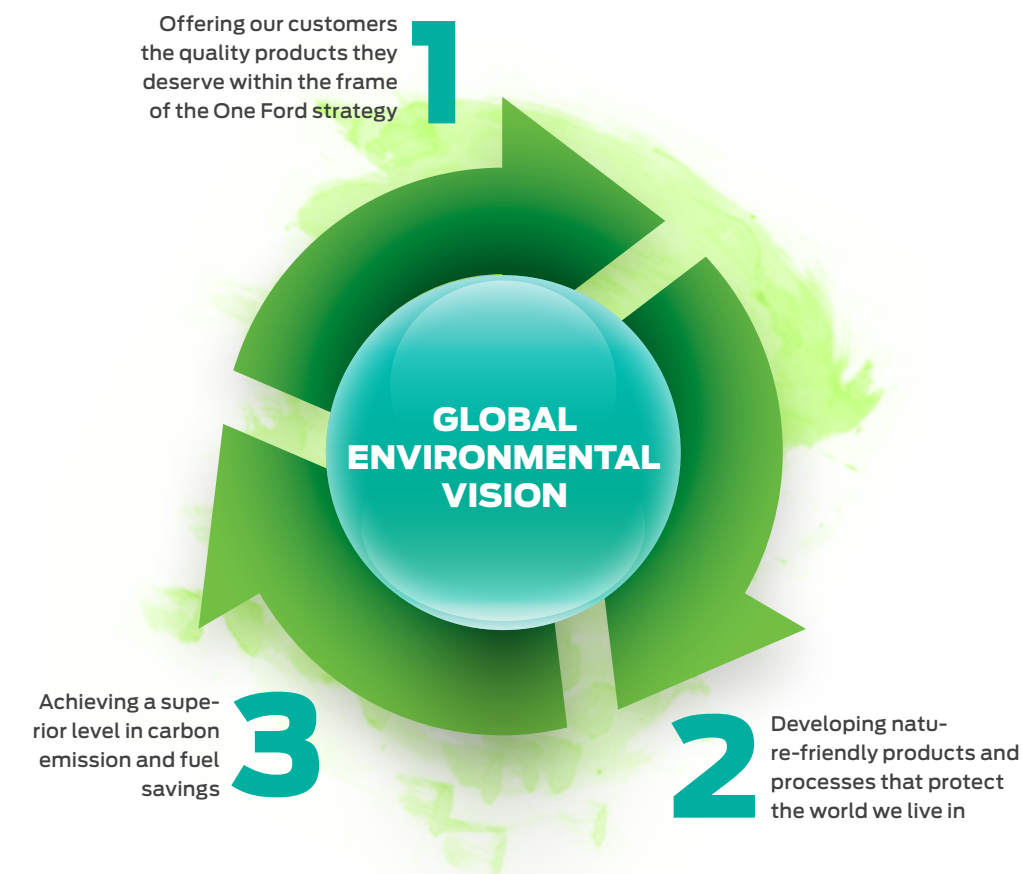 Offering our customers
the quality products they
deserve within the frame
of the One Ford strategy
1
GLOBAL
ENVIRONMENTAL
VISION
2
Developing natu-
re-friendly products and
processes that protect
the world we live in
3
Achieving a supe-
rior level in carbon
emission and fuel
savings